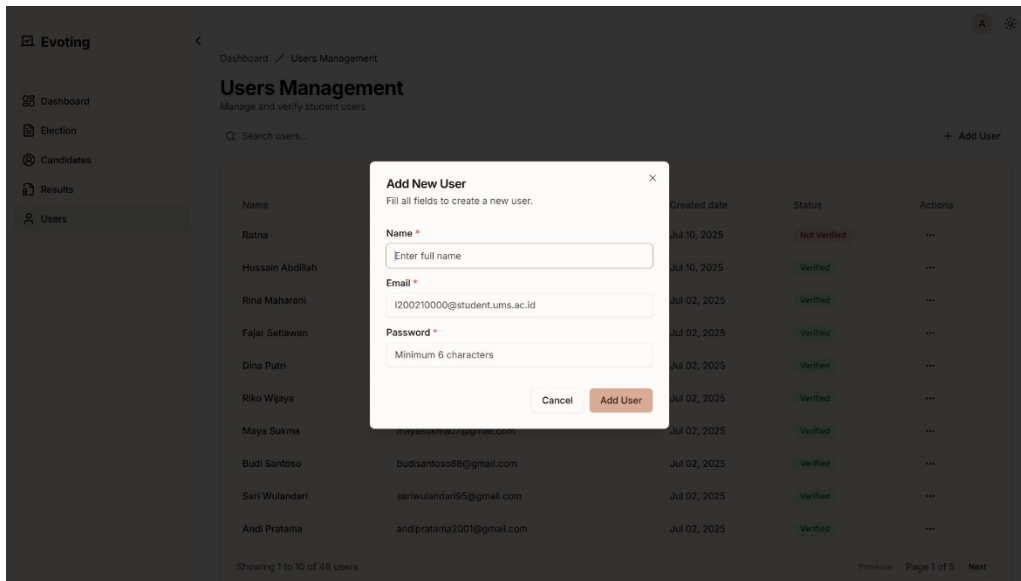 A
Evoting
Dashboard / Users Management
Users Management
Manage and verify student users
Dashboard
Election
Candidates
Results
Users
Search users...
+ Add User
Name Created date Status Actions
Ratna Jul 10, 2025 Not Verified ...
Hussain Abdillah Jul 10, 2025 Verified ...
Rina Maharani Jul 02, 2025 Verified ...
Fajar Setiawan Jul 02, 2025 Verified ...
Dina Putri Jul 02, 2025 Verified ...
Riko Wijaya Jul 02, 2025 Verified ...
Maya Sukma mayasukma07@gmail.com Jul 02, 2025 Verified ...
Budi Santoso budisantoso88@gmail.com Jul 02, 2025 Verified ...
Sari Wulandari sariwulandari95@gmail.com Jul 02, 2025 Verified ...
Andi Pratama andipratama2001@gmail.com Jul 02, 2025 Verified ...
Showing 1 to 10 of 48 users
Previous Page 1 of 5 Next
Add New User
Fill all fields to create a new user.
Name *
Enter full name
Email *
l200210000@student.ums.ac.id
Password *
Minimum 6 characters
Cancel Add User